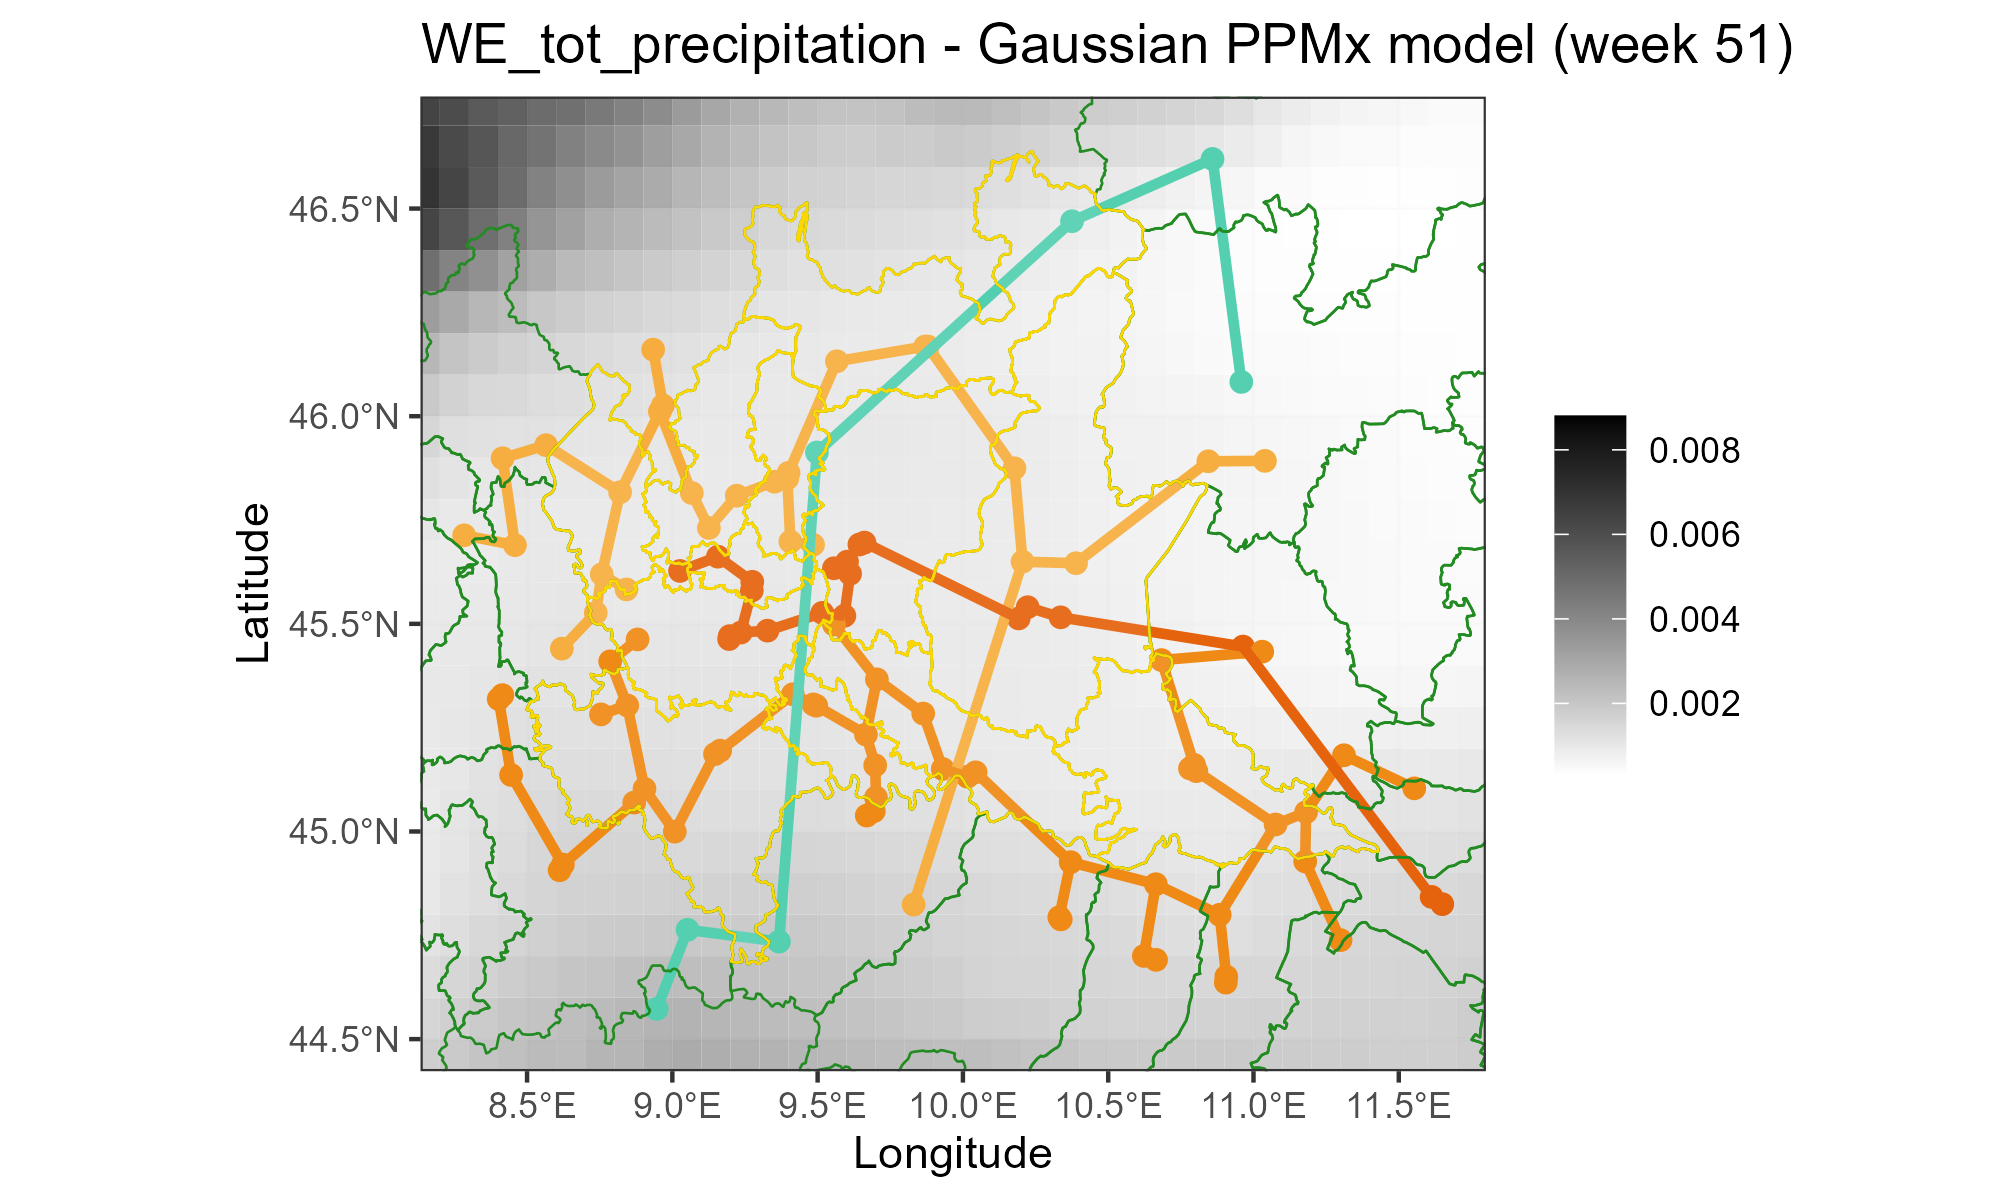 WE_tot_precipitation - Gaussian PPMx model (week 51)
46.5°N
46.0°N
45.5°N
45.0°N
44.5°N
Latitude
8.5°E 9.0°E 9.5°E 10.0°E 10.5°E 11.0°E 11.5°E
Longitude
0.008
0.006
0.004
0.002